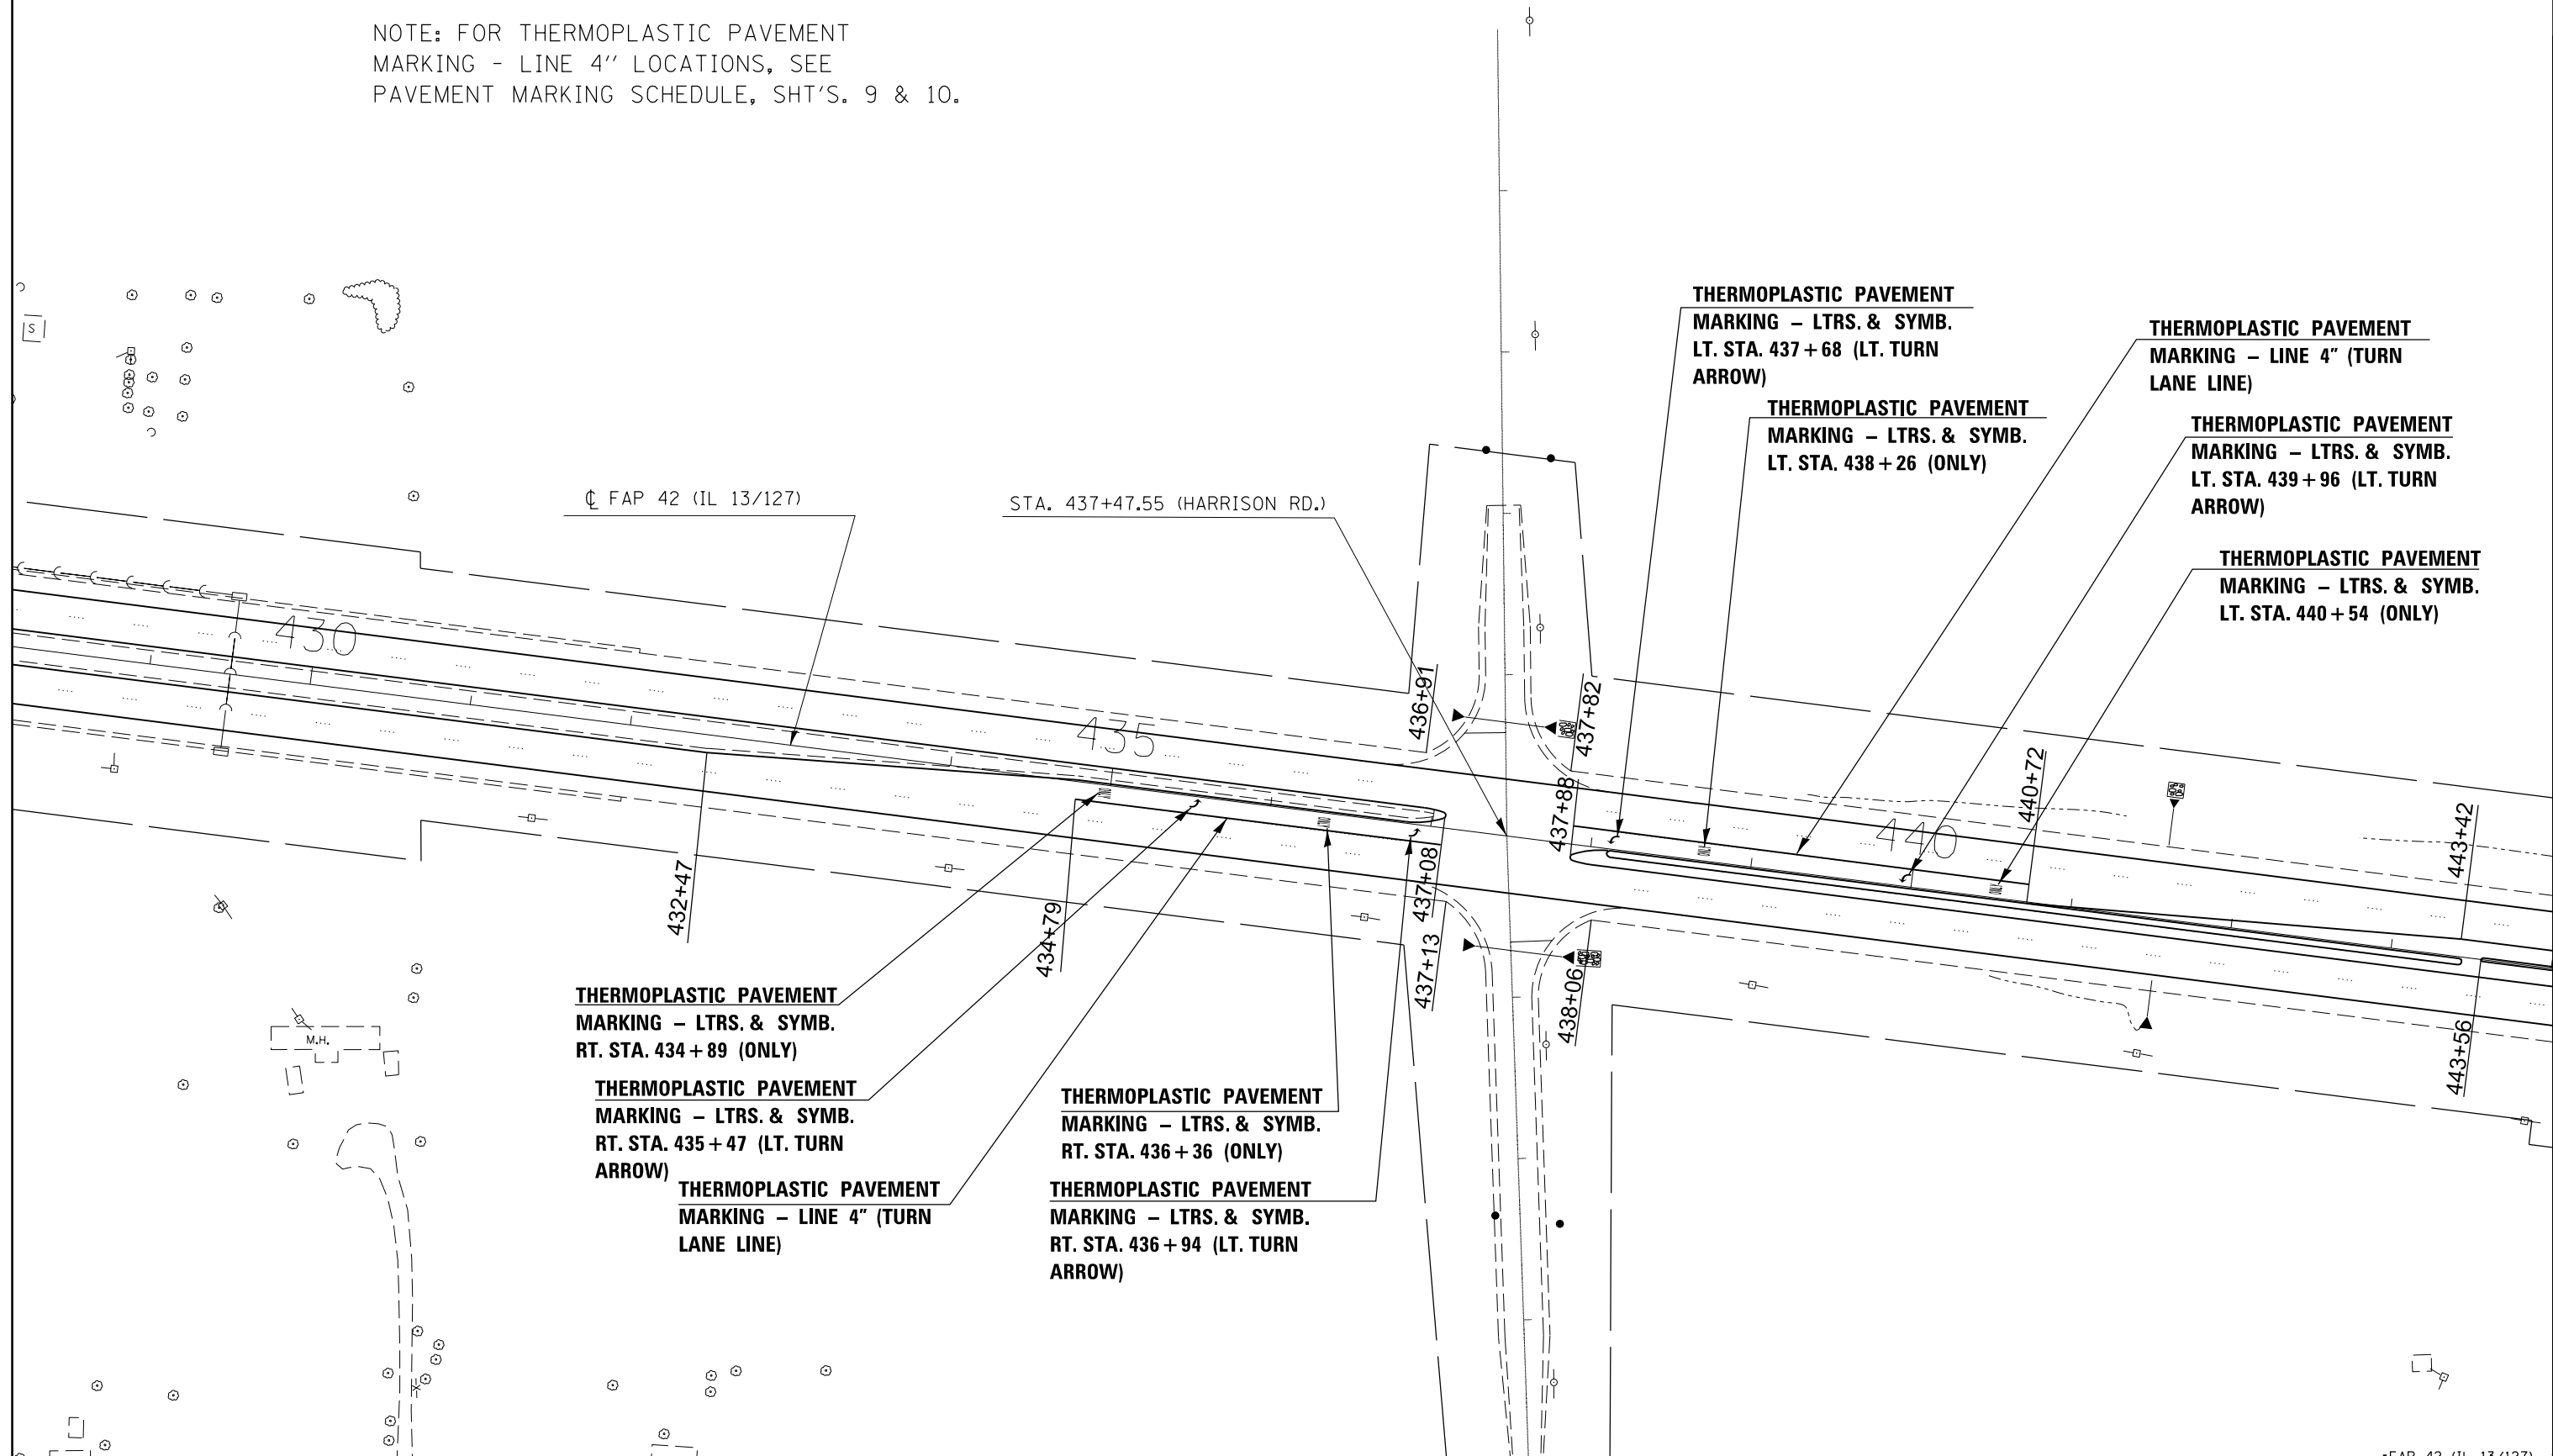 NOTE: FOR THERMOPLASTIC PAVEMENT
MARKING - LINE 4'' LOCATIONS, SEE
PAVEMENT MARKING SCHEDULE, SHT'S. 9 & 10.
S
THERMOPLASTIC PAVEMENT
MARKING – LTRS. & SYMB.
LT. STA. 437+68 (LT. TURN
ARROW)
THERMOPLASTIC PAVEMENT
MARKING – LINE 4" (TURN
LANE LINE)
THERMOPLASTIC PAVEMENT
MARKING – LTRS. & SYMB.
LT. STA. 438+26 (ONLY)
THERMOPLASTIC PAVEMENT
MARKING – LTRS. & SYMB.
LT. STA. 439+96 (LT. TURN
ARROW)
THERMOPLASTIC PAVEMENT
MARKING – LTRS. & SYMB.
LT. STA. 440+54 (ONLY)
℄ FAP 42 (IL 13/127)
STA. 437+47.55 (HARRISON RD.)
430
435
440
436+91
437+82
437+88
440+72
443+42
432+47
434+79
437+08
437+13
438+06
443+56
M.H.
THERMOPLASTIC PAVEMENT
MARKING – LTRS. & SYMB.
RT. STA. 434+89 (ONLY)
THERMOPLASTIC PAVEMENT
MARKING – LTRS. & SYMB.
RT. STA. 435+47 (LT. TURN
ARROW)
THERMOPLASTIC PAVEMENT
MARKING – LINE 4" (TURN
LANE LINE)
THERMOPLASTIC PAVEMENT
MARKING – LTRS. & SYMB.
RT. STA. 436+36 (ONLY)
THERMOPLASTIC PAVEMENT
MARKING – LTRS. & SYMB.
RT. STA. 436+94 (LT. TURN
ARROW)
FAP 42 (IL 13/127)